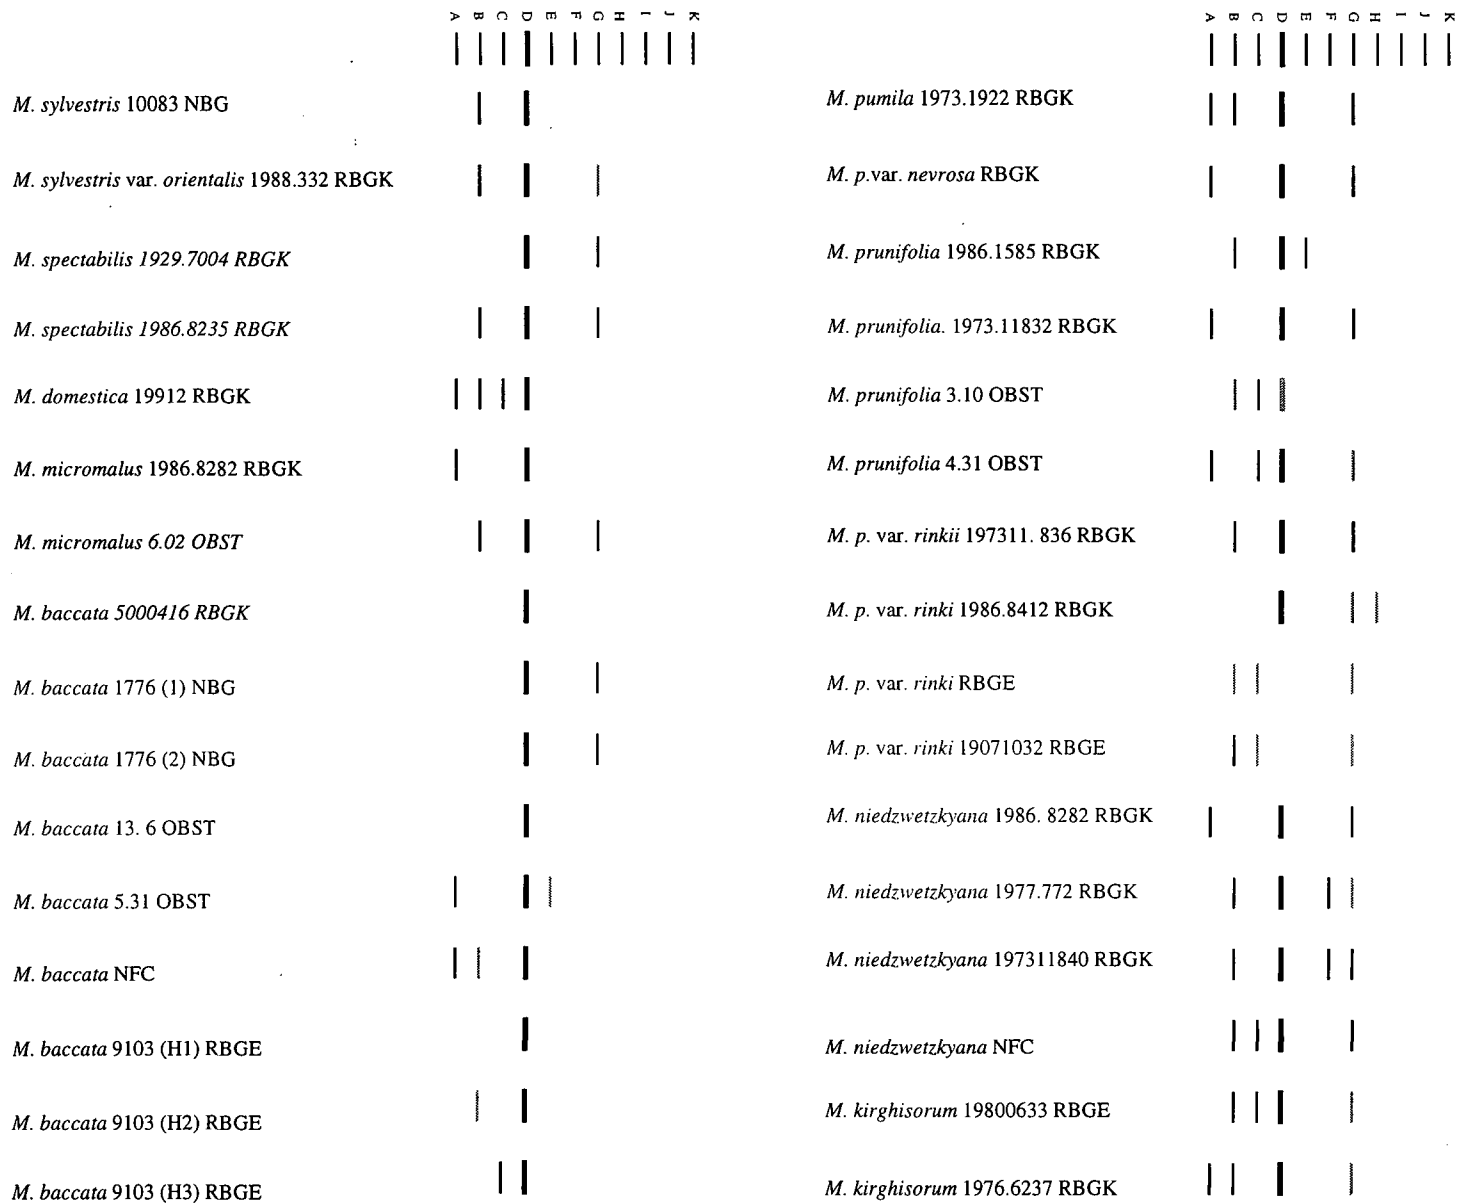 A B C D E F G H I J K
M. sylvestris 10083 NBG
M. sylvestris var. orientalis 1988.332 RBGK
M. spectabilis 1929.7004 RBGK
M. spectabilis 1986.8235 RBGK
M. domestica 19912 RBGK
M. micromalus 1986.8282 RBGK
M. micromalus 6.02 OBST
M. baccata 5000416 RBGK
M. baccata 1776 (1) NBG
M. baccata 1776 (2) NBG
M. baccata 13. 6 OBST
M. baccata 5.31 OBST
M. baccata NFC
M. baccata 9103 (H1) RBGE
M. baccata 9103 (H2) RBGE
M. baccata 9103 (H3) RBGE
A B C D E F G H I J K
M. pumila 1973.1922 RBGK
M. p.var. nevrosa RBGK
M. prunifolia 1986.1585 RBGK
M. prunifolia. 1973.11832 RBGK
M. prunifolia 3.10 OBST
M. prunifolia 4.31 OBST
M. p. var. rinkii 197311. 836 RBGK
M. p. var. rinki 1986.8412 RBGK
M. p. var. rinki RBGE
M. p. var. rinki 19071032 RBGE
M. niedzwetzkyana 1986. 8282 RBGK
M. niedzwetzkyana 1977.772 RBGK
M. niedzwetzkyana 197311840 RBGK
M. niedzwetzkyana NFC
M. kirghisorum 19800633 RBGE
M. kirghisorum 1976.6237 RBGK